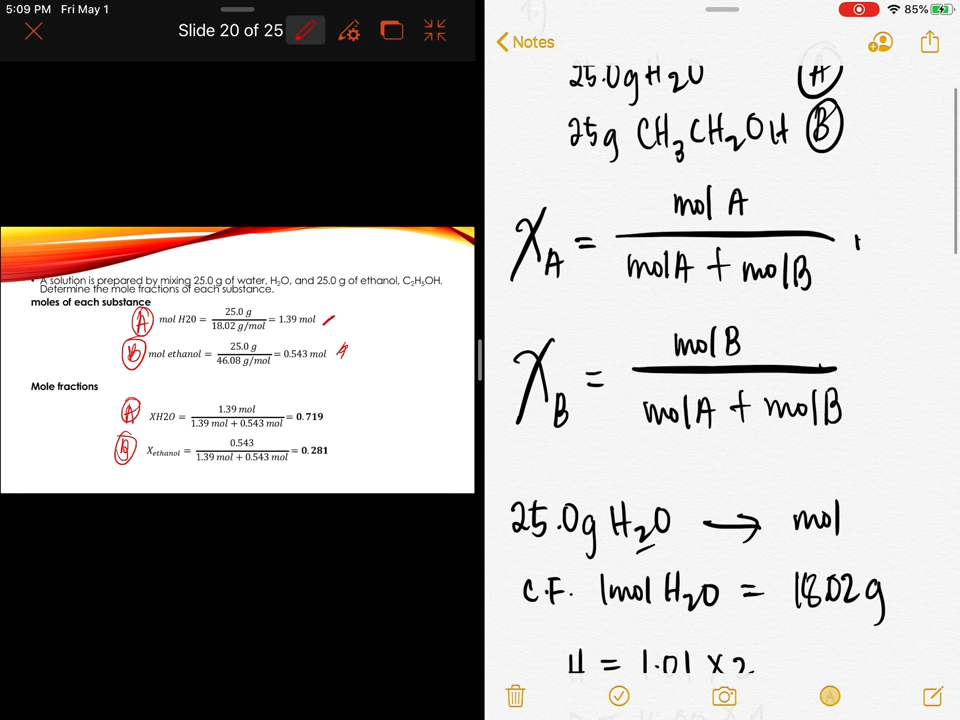 5:09 PM Fri May 1
85%
Slide 20 of 25
• A solution is prepared by mixing 25.0 g of water, H₂O, and 25.0 g of ethanol, C₂H₅OH.
Determine the mole fractions of each substance.
moles of each substance
A mol H20 = 25.0 g / 18.02 g/mol = 1.39 mol
B mol ethanol = 25.0 g / 46.08 g/mol = 0.543 mol
Mole fractions
A XH2O = 1.39 mol / 1.39 mol + 0.543 mol = 0.719
B Xethanol = 0.543 / 1.39 mol + 0.543 mol = 0.281
Notes
25.0g H2O A
25g CH3CH2OH B
XA = mol A / mol A + mol B
XB = mol B / mol A + mol B
25.0g H2O → mol
C.F. 1mol H2O = 18.02g
H = 1.01 x 2